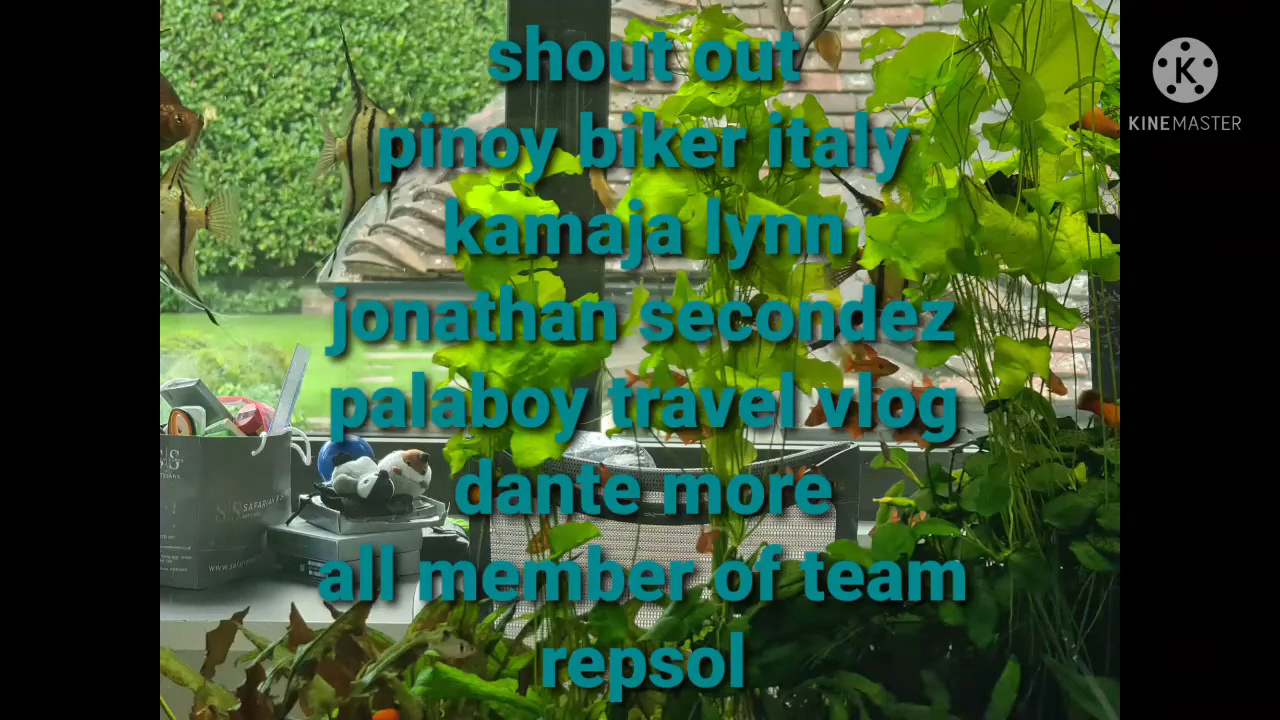 shout out
pinoy biker italy
kamaja lynn
jonathan secondez
palaboy travel vlog
dante more
all member of team
repsol
K
KINEMASTER
S|S
S|S SAFARIAN & S